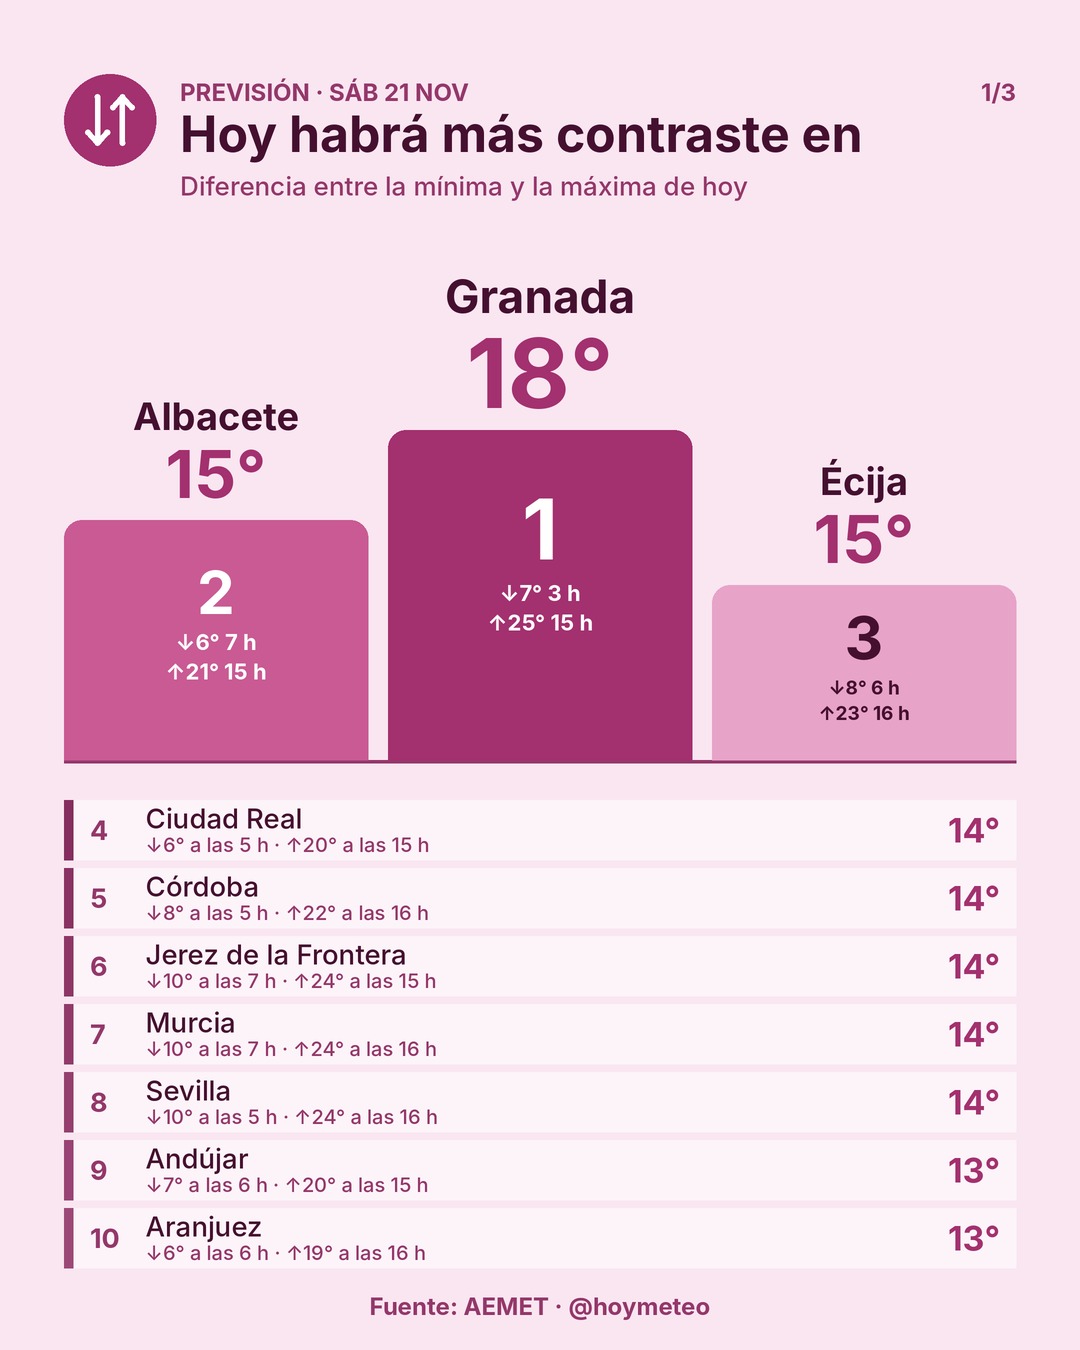 PREVISIÓN · SÁB 21 NOV
1/3
Hoy habrá más contraste en
Diferencia entre la mínima y la máxima de hoy
Granada
18°
Albacete
15°
Écija
15°
1
↓7° 3 h
↑25° 15 h
2
↓6° 7 h
↑21° 15 h
3
↓8° 6 h
↑23° 16 h
4
Ciudad Real
↓6° a las 5 h · ↑20° a las 15 h
14°
5
Córdoba
↓8° a las 5 h · ↑22° a las 16 h
14°
6
Jerez de la Frontera
↓10° a las 7 h · ↑24° a las 15 h
14°
7
Murcia
↓10° a las 7 h · ↑24° a las 16 h
14°
8
Sevilla
↓10° a las 5 h · ↑24° a las 16 h
14°
9
Andújar
↓7° a las 6 h · ↑20° a las 15 h
13°
10
Aranjuez
↓6° a las 6 h · ↑19° a las 16 h
13°
Fuente: AEMET · @hoymeteo